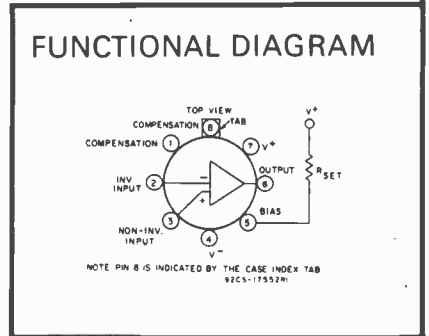 FUNCTIONAL DIAGRAM
TOP VIEW
COMPENSATION 8 TAB
V+
COMPENSATION 1
7 V+
OUTPUT
INV INPUT 2
6
RSET
BIAS
3
5
NON-INV. INPUT
4
V-
-
+
NOTE PIN 8 IS INDICATED BY THE CASE INDEX TAB
92CS-17552R1